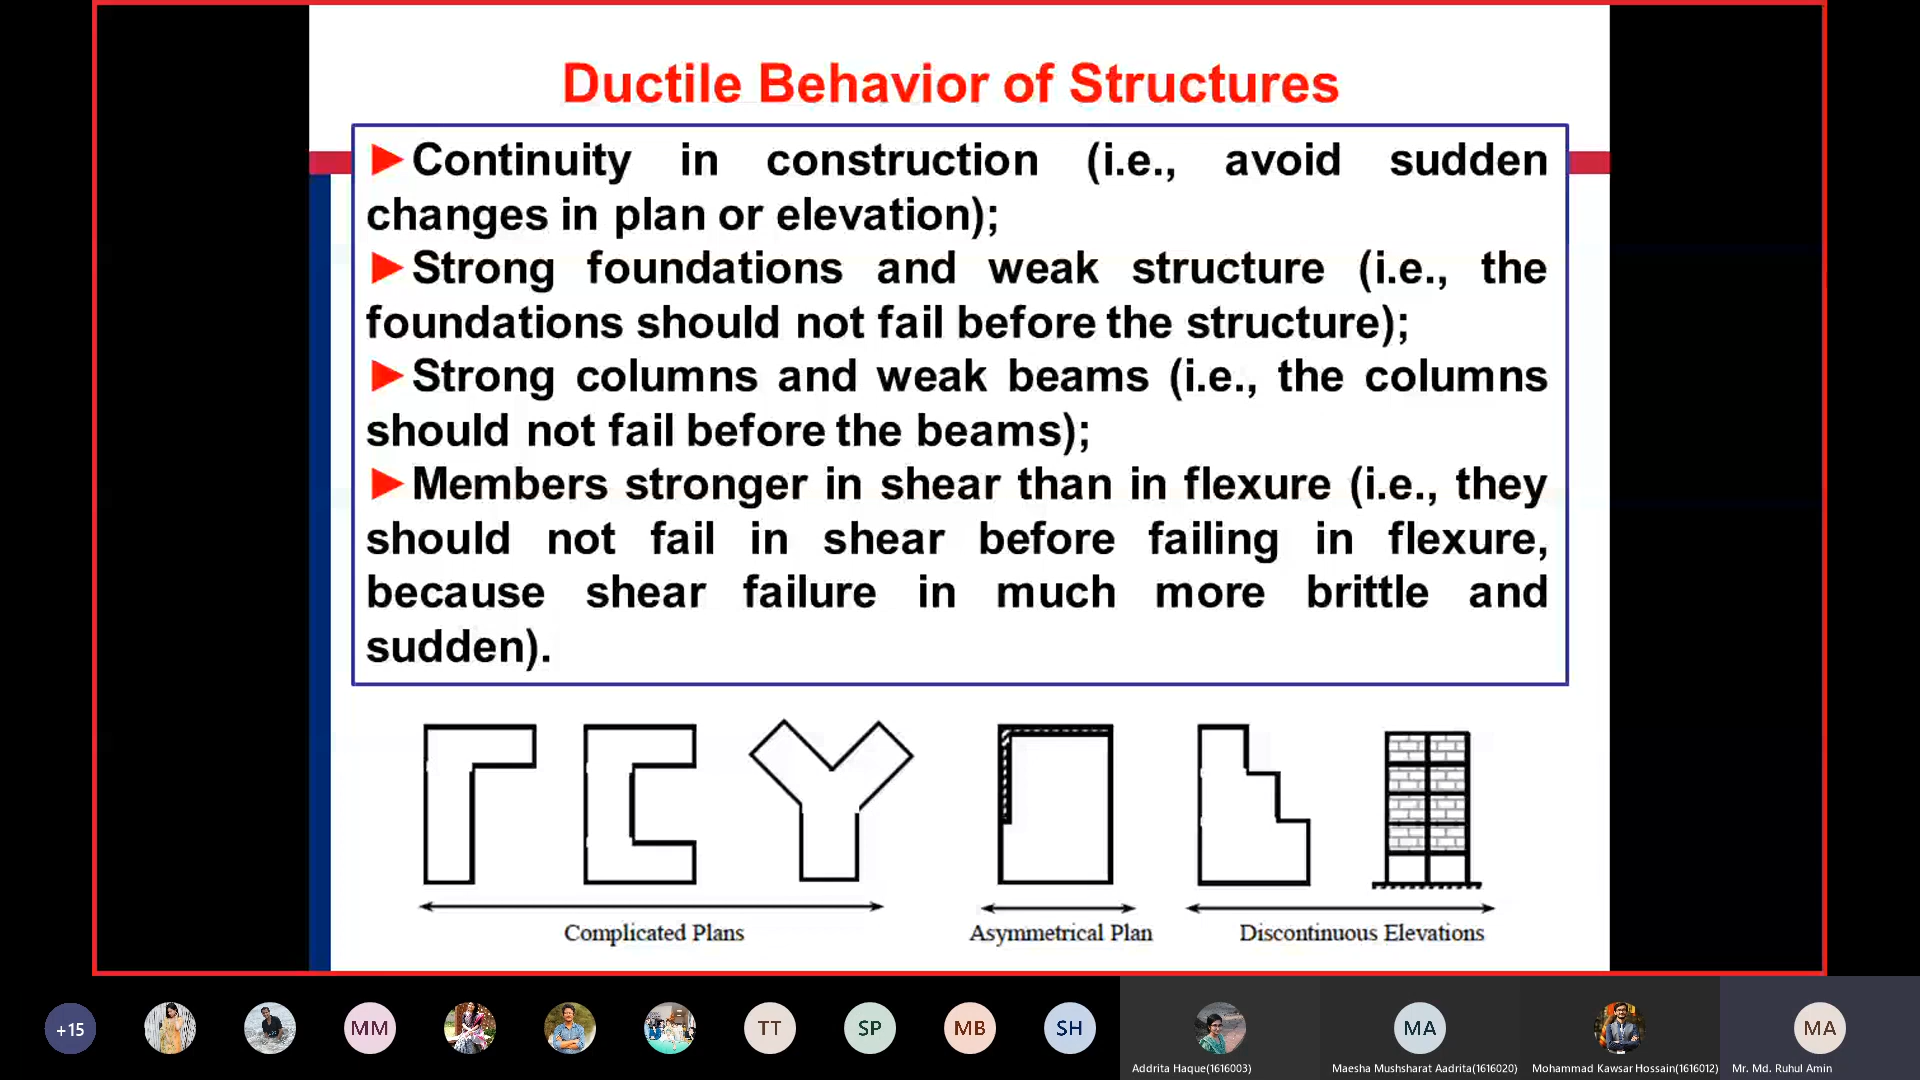 Ductile Behavior of Structures
►Continuity in construction (i.e., avoid sudden
changes in plan or elevation);
►Strong foundations and weak structure (i.e., the
foundations should not fail before the structure);
►Strong columns and weak beams (i.e., the columns
should not fail before the beams);
►Members stronger in shear than in flexure (i.e., they
should not fail in shear before failing in flexure,
because shear failure in much more brittle and
sudden).
Complicated Plans
Asymmetrical Plan
Discontinuous Elevations
+15
MM
TT
SP
MB
SH
MA
MA
Addrita Haque(1616003)
Maesha Mushsharat Aadrita(1616020)
Mohammad Kawsar Hossain(1616012)
Mr. Md. Ruhul Amin